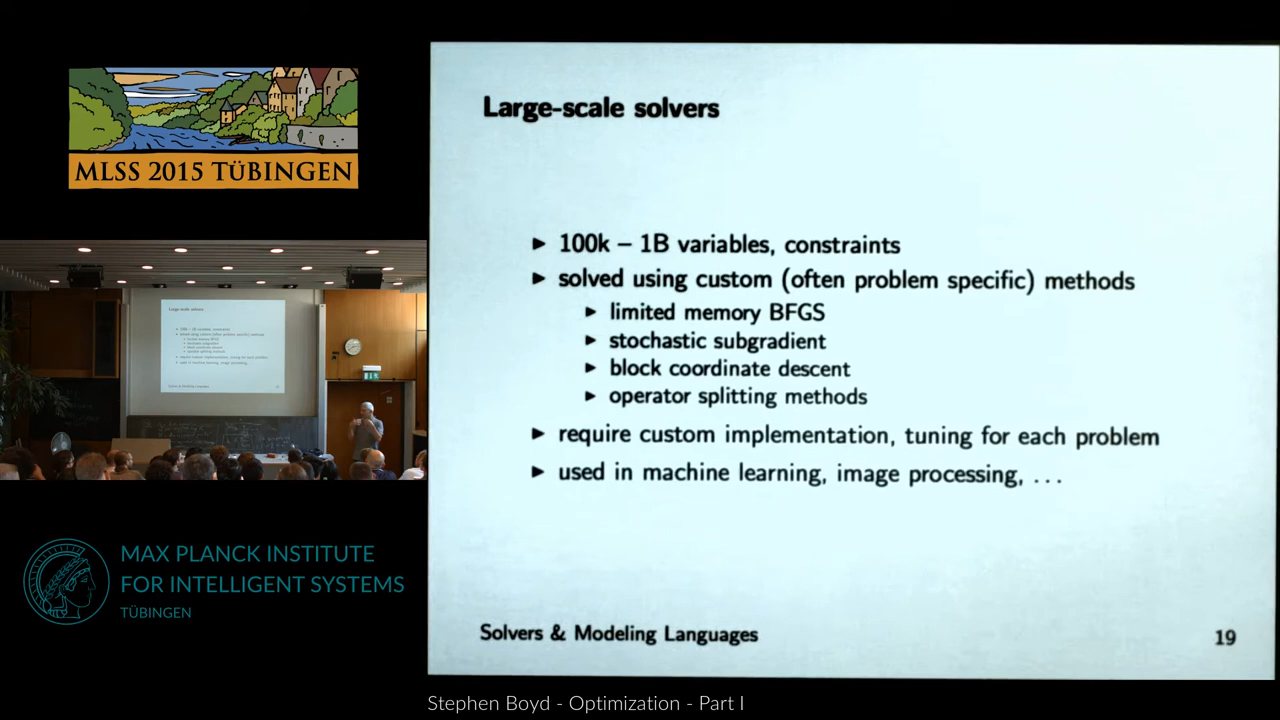 MLSS 2015 TÜBINGEN
Large-scale solvers
► 100k – 1B variables, constraints
► solved using custom (often problem specific) methods
► limited memory BFGS
► stochastic subgradient
► block coordinate descent
► operator splitting methods
► require custom implementation, tuning for each problem
► used in machine learning, image processing, . . .
Solvers & Modeling Languages
19
MAX PLANCK INSTITUTE
FOR INTELLIGENT SYSTEMS
TÜBINGEN
Stephen Boyd - Optimization - Part I